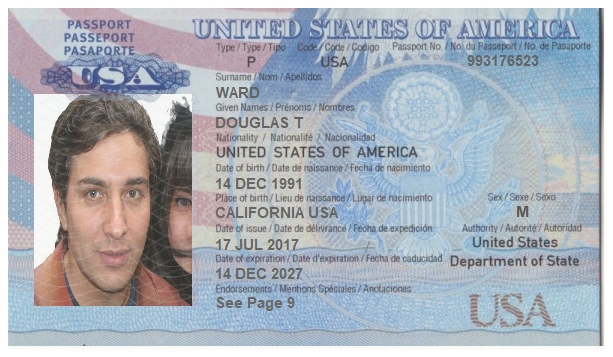 PASSPORT
PASSEPORT
PASAPORTE
USA
UNITED STATES OF AMERICA
Type / Type / Tipo Code / Code / Codigo Passport No. / No. du Passeport / No. de Pasaporte
P USA 993176523
Surname / Nom / Apellidos
WARD
Given Names / Prénoms / Nombres
DOUGLAS T
Nationality / Nationalité / Nacionalidad
UNITED STATES OF AMERICA
Date of birth / Date de naissance / Fecha de nacimiento
14 DEC 1991
Place of birth / Lieu de naissance / Lugar de nacimiento Sex / Sexe / Sexo
CALIFORNIA USA M
Date of issue / Date de délivrance / Fecha de expedición Authority / Autorité / Autoridad
17 JUL 2017 United States
Date of expiration / Date d'expiration / Fecha de caducidad Department of State
14 DEC 2027
Endorsements / Mentions Spéciales / Anotaciones
See Page 9
USA